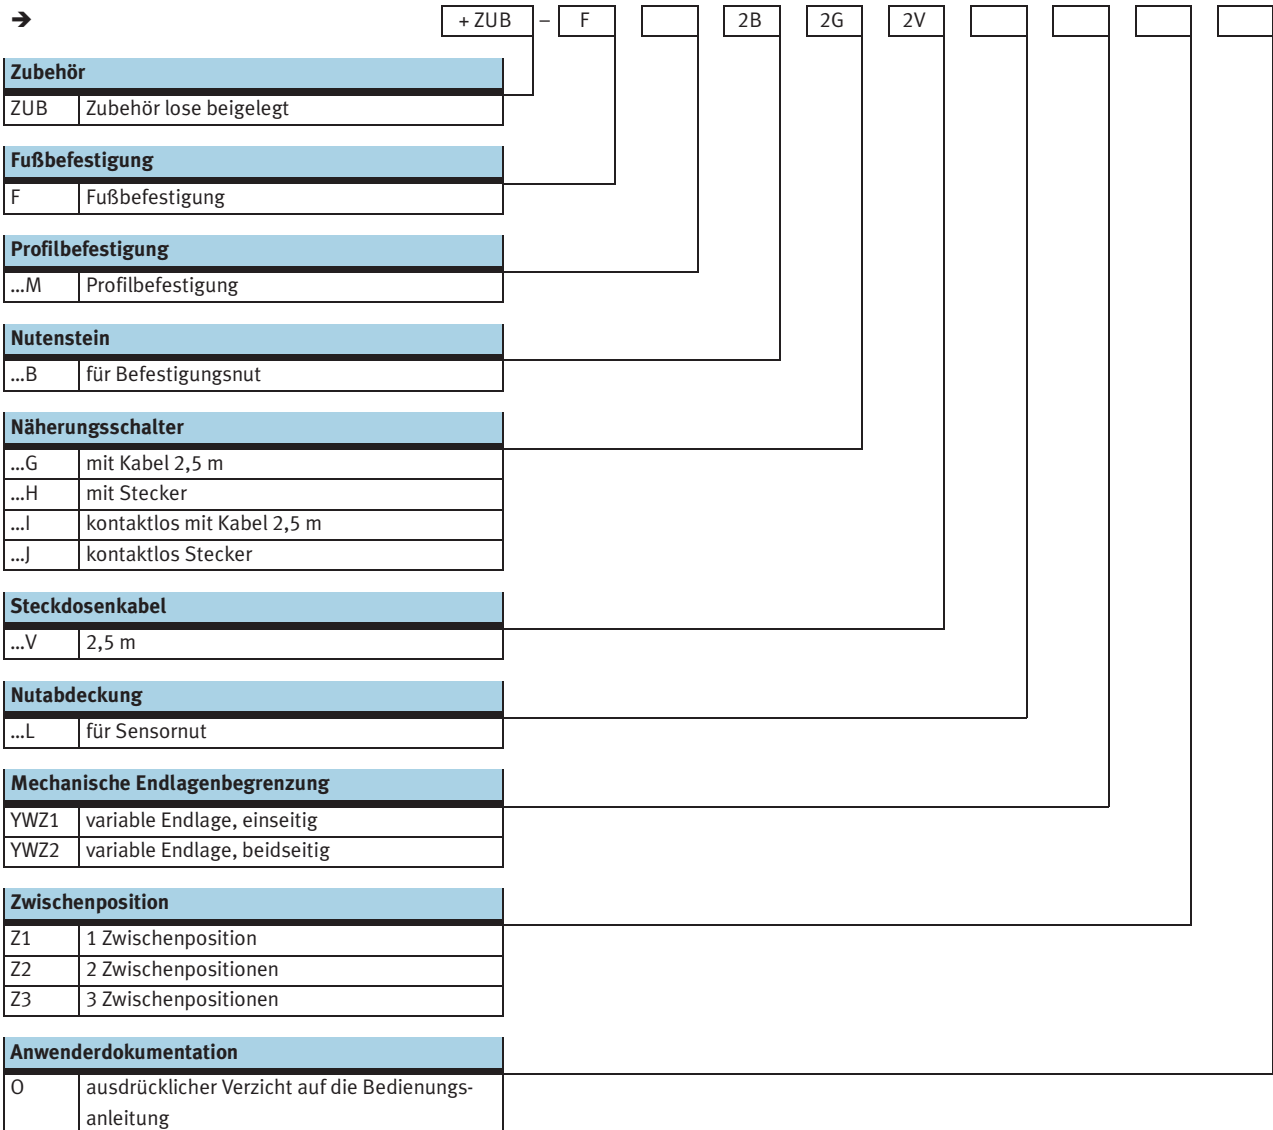 ➔ + ZUB – F 2B 2G 2V
Zubehör
ZUB Zubehör lose beigelegt
Fußbefestigung
F Fußbefestigung
Profilbefestigung
...M Profilbefestigung
Nutenstein
...B für Befestigungsnut
Näherungsschalter
...G mit Kabel 2,5 m
...H mit Stecker
...I kontaktlos mit Kabel 2,5 m
...J kontaktlos Stecker
Steckdosenkabel
...V 2,5 m
Nutabdeckung
...L für Sensornut
Mechanische Endlagenbegrenzung
YWZ1 variable Endlage, einseitig
YWZ2 variable Endlage, beidseitig
Zwischenposition
Z1 1 Zwischenposition
Z2 2 Zwischenpositionen
Z3 3 Zwischenpositionen
Anwenderdokumentation
O ausdrücklicher Verzicht auf die Bedienungs-
anleitung